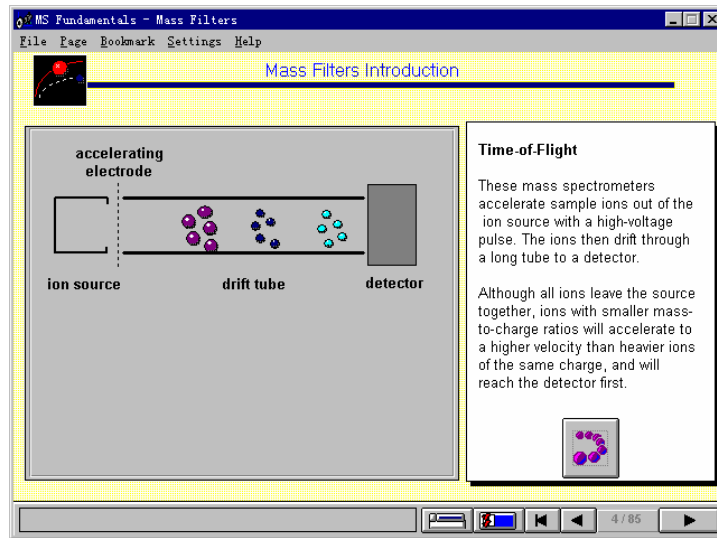 MS Fundamentals - Mass Filters
File Page Bookmark Settings Help
Mass Filters Introduction
accelerating
electrode
ion source
drift tube
detector
Time-of-Flight
These mass spectrometers
accelerate sample ions out of the
ion source with a high-voltage
pulse. The ions then drift through
a long tube to a detector.
Although all ions leave the source
together, ions with smaller mass-
to-charge ratios will accelerate to
a higher velocity than heavier ions
of the same charge, and will
reach the detector first.
4 / 85